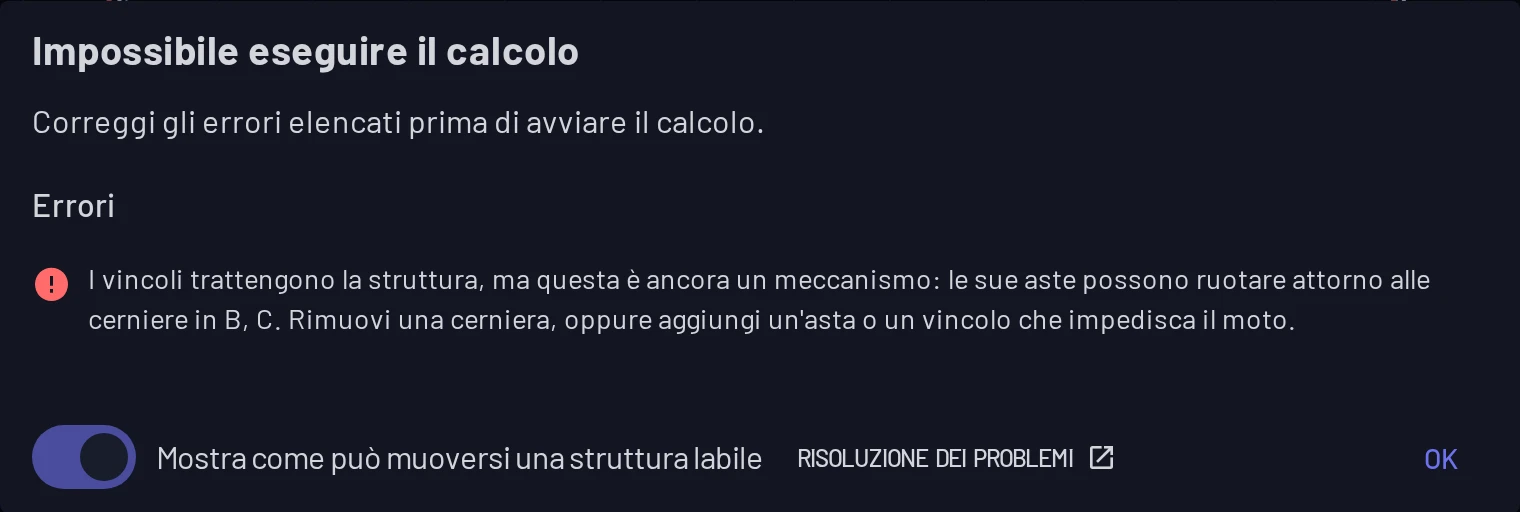 Impossibile eseguire il calcolo
Correggi gli errori elencati prima di avviare il calcolo.
Errori
I vincoli trattengono la struttura, ma questa è ancora un meccanismo: le sue aste possono ruotare attorno alle
cerniere in B, C. Rimuovi una cerniera, oppure aggiungi un'asta o un vincolo che impedisca il moto.
Mostra come può muoversi una struttura labile RISOLUZIONE DEI PROBLEMI OK